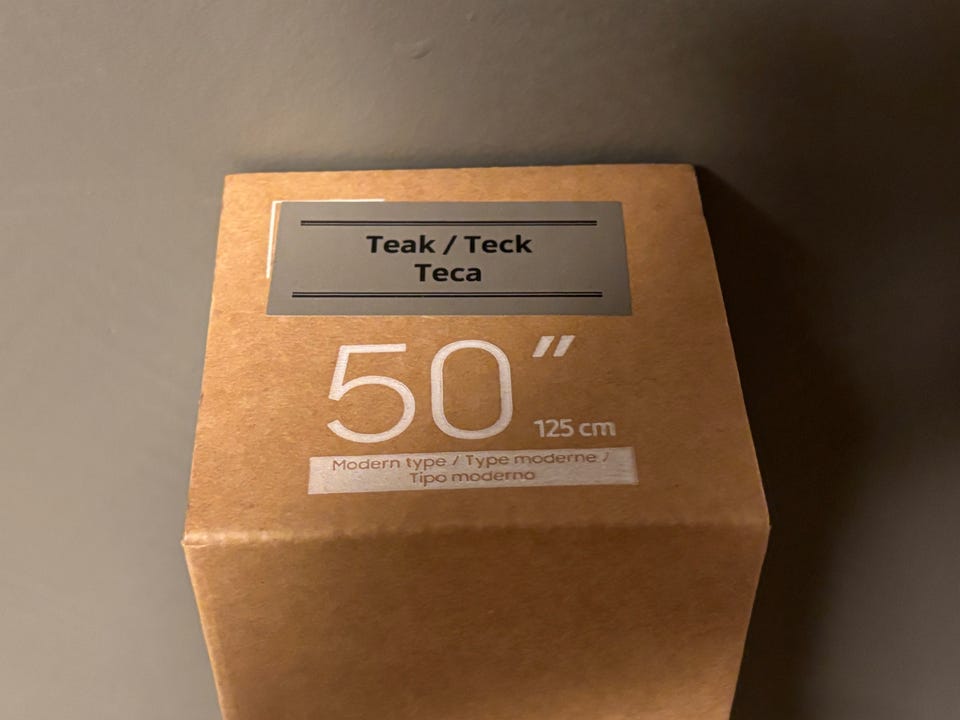 Teak / Teck
Teca
50”
125 cm
Modern type / Type moderne /
Tipo moderno